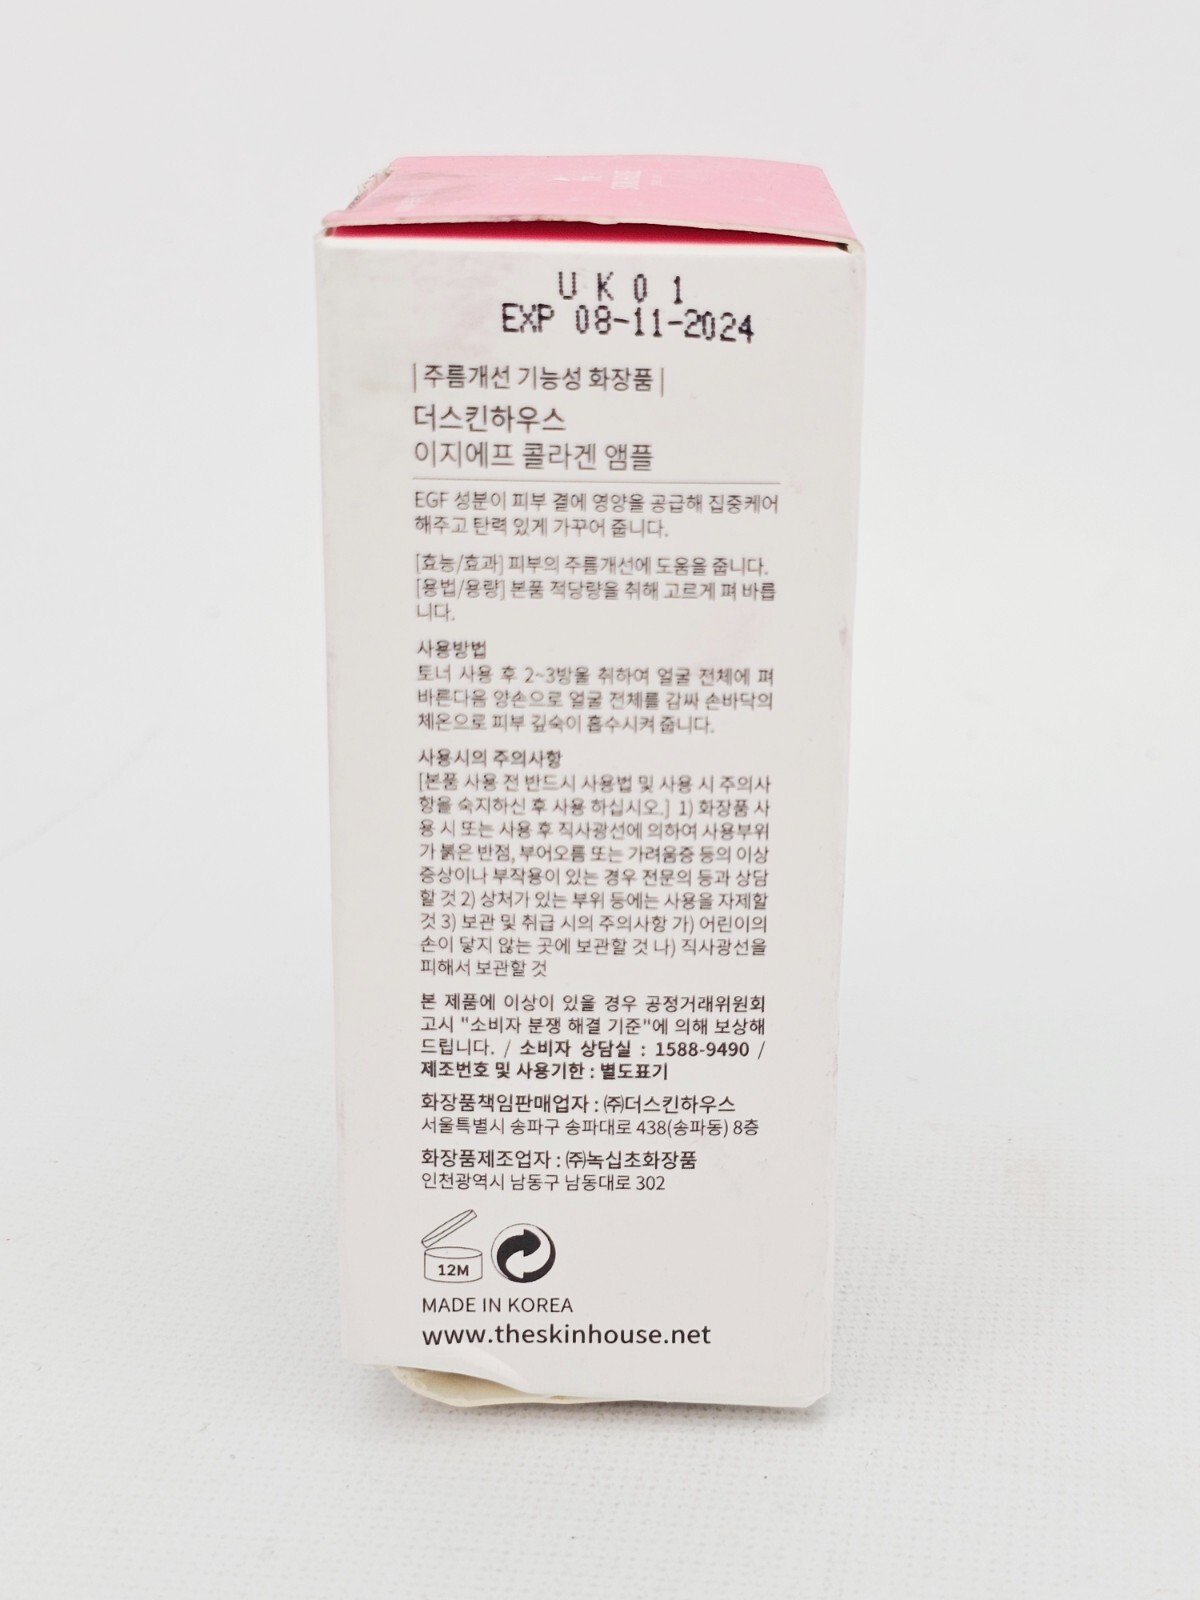 UK01
EXP 08-11-2024
| 주름개선 기능성 화장품 |
더스킨하우스
이지에프 콜라겐 앰플
EGF 성분이 피부 결에 영양을 공급해 집중케어
해주고 탄력 있게 가꾸어 줍니다.
[효능/효과] 피부의 주름개선에 도움을 줍니다.
[용법/용량] 본품 적당량을 취해 고르게 펴 바릅
니다.
사용방법
토너 사용 후 2~3방울 취하여 얼굴 전체에 펴
바른다음 양손으로 얼굴 전체를 감싸 손바닥의
체온으로 피부 깊숙이 흡수시켜 줍니다.
사용시의 주의사항
[본품 사용 전 반드시 사용법 및 사용 시 주의사
항을 숙지하신 후 사용 하십시오.] 1) 화장품 사
용 시 또는 사용 후 직사광선에 의하여 사용부위
가 붉은 반점, 부어오름 또는 가려움증 등의 이상
증상이나 부작용이 있는 경우 전문의 등과 상담
할 것 2) 상처가 있는 부위 등에는 사용을 자제할
것 3) 보관 및 취급 시의 주의사항 가) 어린이의
손이 닿지 않는 곳에 보관할 것 나) 직사광선을
피해서 보관할 것
본 제품에 이상이 있을 경우 공정거래위원회
고시 "소비자 분쟁 해결 기준"에 의해 보상해
드립니다. / 소비자 상담실 : 1588-9490 /
제조번호 및 사용기한 : 별도표기
화장품책임판매업자 : ㈜더스킨하우스
서울특별시 송파구 송파대로 438(송파동) 8층
화장품제조업자 : ㈜녹십초화장품
인천광역시 남동구 남동대로 302
12M
MADE IN KOREA
www.theskinhouse.net